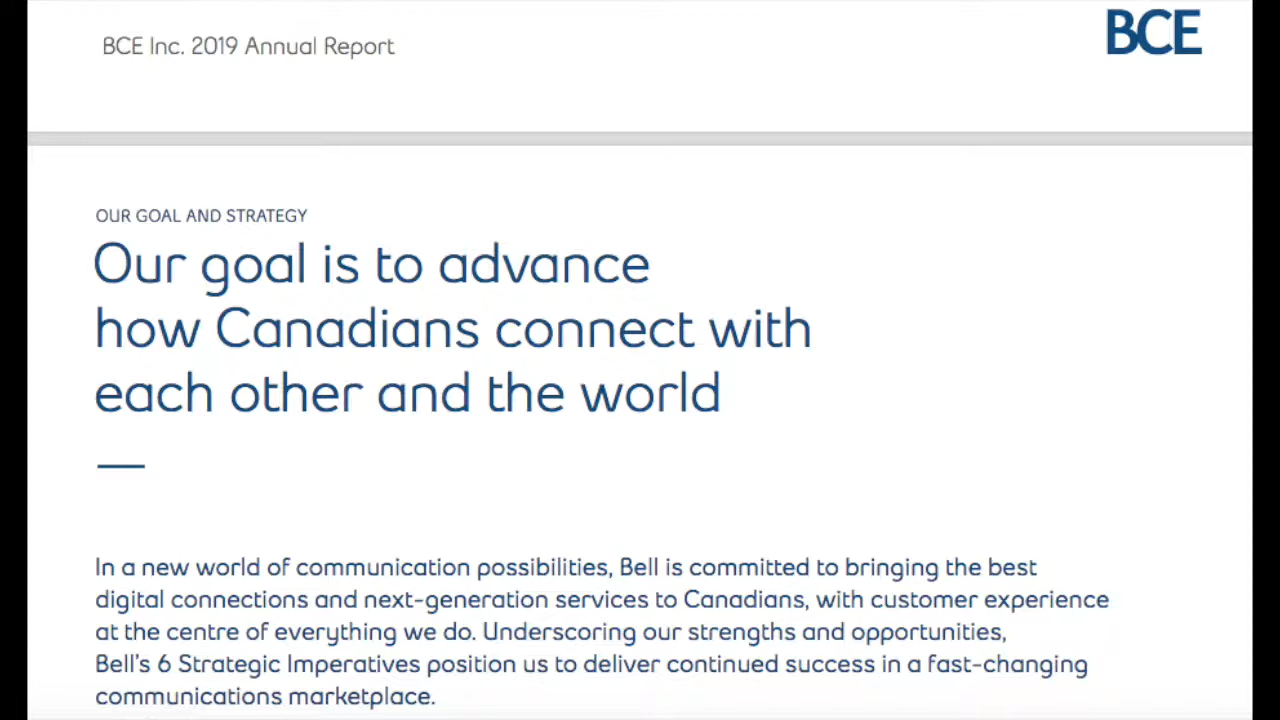 BCE Inc. 2019 Annual Report
BCE
OUR GOAL AND STRATEGY
Our goal is to advance
how Canadians connect with
each other and the world
In a new world of communication possibilities, Bell is committed to bringing the best
digital connections and next-generation services to Canadians, with customer experience
at the centre of everything we do. Underscoring our strengths and opportunities,
Bell's 6 Strategic Imperatives position us to deliver continued success in a fast-changing
communications marketplace.